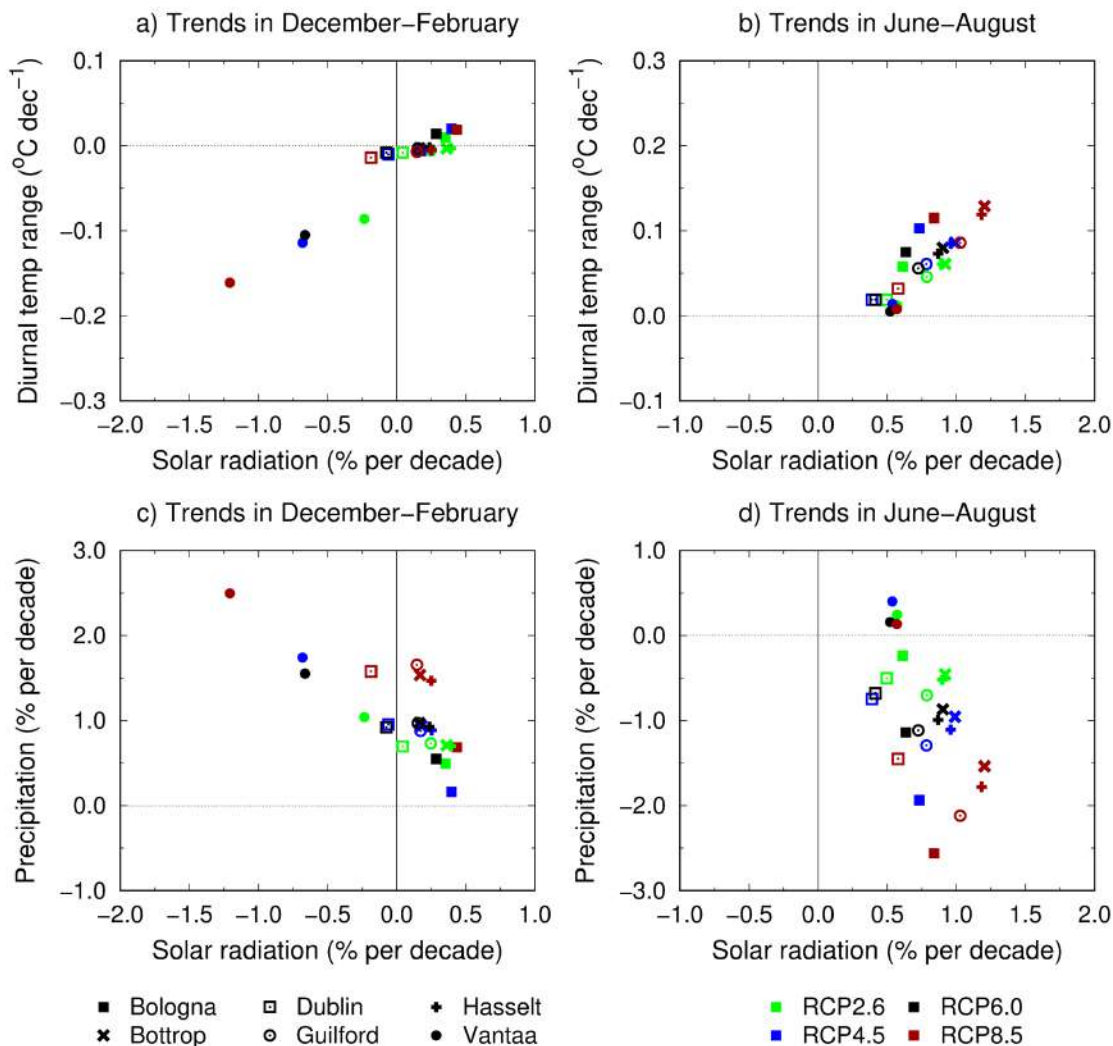 a) Trends in December−February
b) Trends in June−August
Diurnal temp range (°C dec⁻¹)
0.1
0.0
−0.1
−0.2
−0.3
−2.0 −1.5 −1.0 −0.5 0.0 0.5 1.0
Solar radiation (% per decade)
Diurnal temp range (°C dec⁻¹)
0.3
0.2
0.1
0.0
−0.1
−1.0 −0.5 0.0 0.5 1.0 1.5 2.0
Solar radiation (% per decade)
c) Trends in December−February
d) Trends in June−August
Precipitation (% per decade)
3.0
2.0
1.0
0.0
−1.0
−2.0 −1.5 −1.0 −0.5 0.0 0.5 1.0
Solar radiation (% per decade)
Precipitation (% per decade)
1.0
0.0
−1.0
−2.0
−3.0
−1.0 −0.5 0.0 0.5 1.0 1.5 2.0
Solar radiation (% per decade)
Bologna Dublin Hasselt
Bottrop Guilford Vantaa
RCP2.6 RCP6.0
RCP4.5 RCP8.5